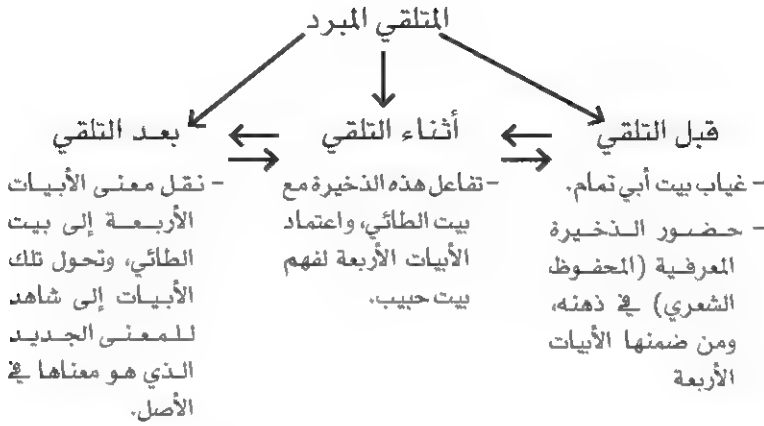 المتلقي المبرد
قبل التلقي
- غياب بيت أبي تمام.
- حضور الذخيرة
المعرفية (المحفوظ
الشعري) في ذهنه،
ومن ضمنها الأبيات
الأربعة
أثناء التلقي
- تفاعل هذه الذخيرة مع
بيت الطائي، واعتماد
الأبيات الأربعة لفهم
بيت حبيب.
بعد التلقي
- نقل معنى الأبيات
الأربعة إلى بيت
الطائي، وتحول تلك
الأبيات إلى شاهد
للمعنى الجديد
الذي هو معناها في
الأصل.